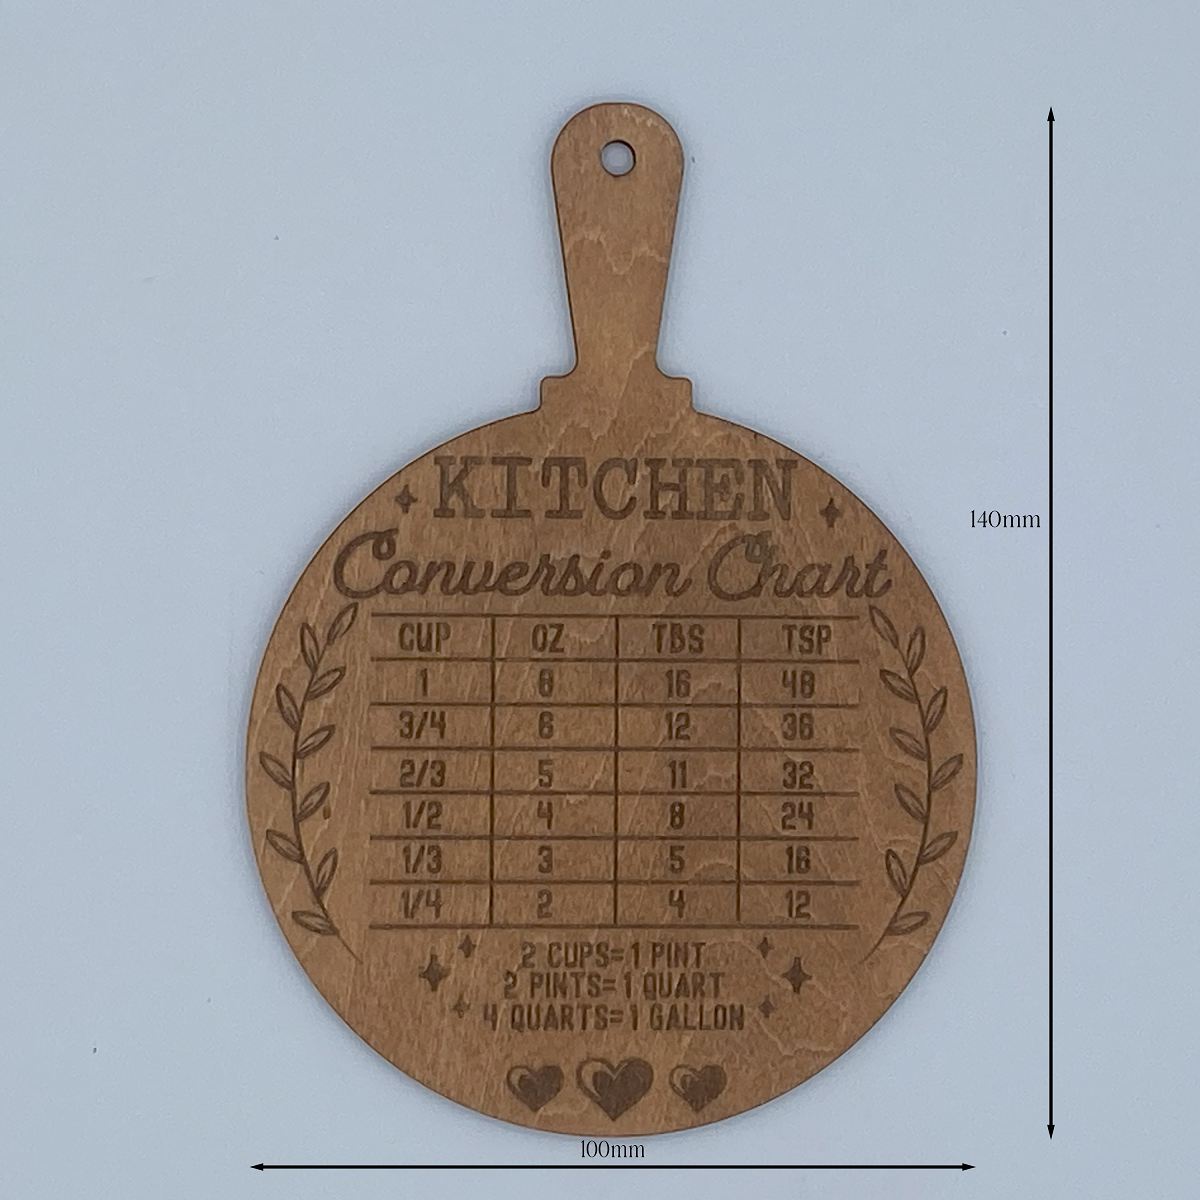 KITCHEN
Conversion Chart
CUP OZ TBS TSP
1 8 16 48
3/4 6 12 36
2/3 5 11 32
1/2 4 8 24
1/3 3 5 16
1/4 2 4 12
2 CUPS=1 PINT
2 PINTS=1 QUART
4 QUARTS=1 GALLON
140mm
100mm